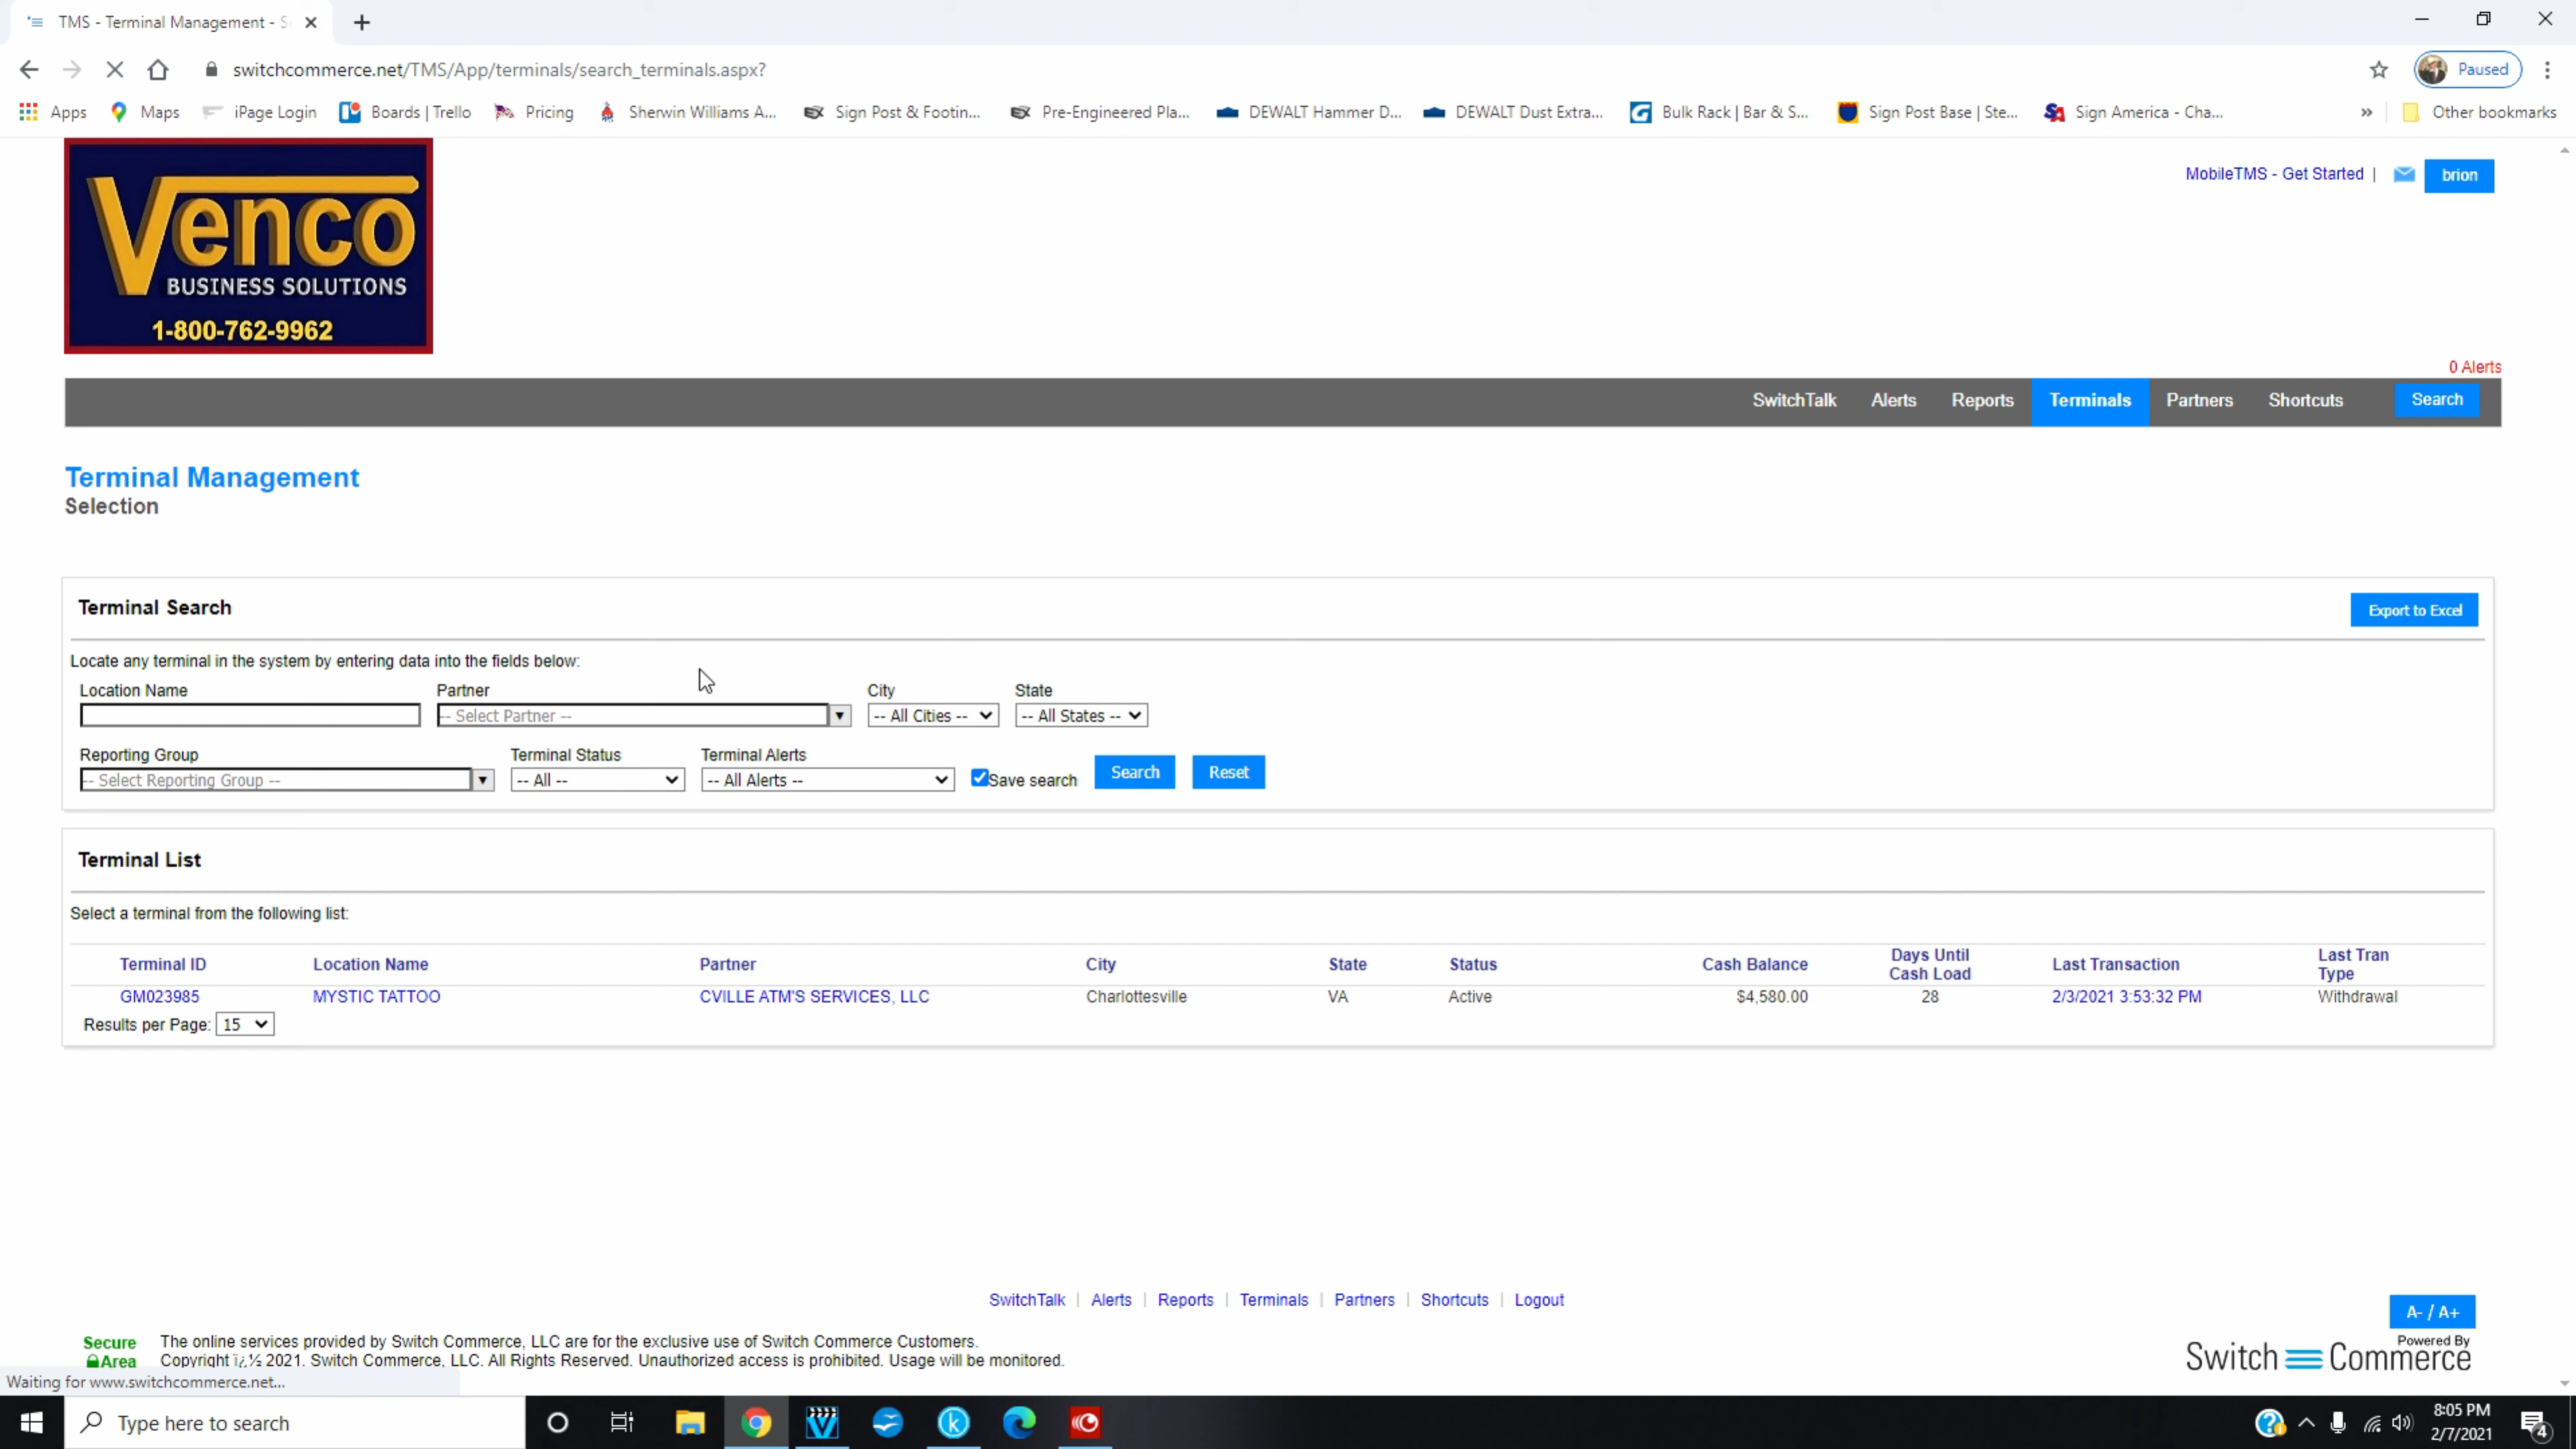 TMS - Terminal Management - S
switchcommerce.net/TMS/App/terminals/search_terminals.aspx?
Paused
Apps Maps iPage Login Boards | Trello Pricing Sherwin Williams A... Sign Post & Footin... Pre-Engineered Pla... DEWALT Hammer D... DEWALT Dust Extra... Bulk Rack | Bar & S... Sign Post Base | Ste... Sign America - Cha... » Other bookmarks
Venco
BUSINESS SOLUTIONS
1-800-762-9962
MobileTMS - Get Started | brion
0 Alerts
SwitchTalk Alerts Reports Terminals Partners Shortcuts Search
Terminal Management
Selection
Terminal Search
Export to Excel
Locate any terminal in the system by entering data into the fields below:
Location Name Partner City State
-- Select Partner -- -- All Cities -- -- All States --
Reporting Group Terminal Status Terminal Alerts
-- Select Reporting Group -- -- All -- -- All Alerts -- Save search Search Reset
Terminal List
Select a terminal from the following list:
Terminal ID Location Name Partner City State Status Cash Balance Days Until Cash Load Last Transaction Last Tran Type
GM023985 MYSTIC TATTOO CVILLE ATM'S SERVICES, LLC Charlottesville VA Active $4,580.00 28 2/3/2021 3:53:32 PM Withdrawal
Results per Page: 15
SwitchTalk | Alerts | Reports | Terminals | Partners | Shortcuts | Logout
A- / A+
Secure Area
The online services provided by Switch Commerce, LLC are for the exclusive use of Switch Commerce Customers.
Copyright ï¿½ 2021. Switch Commerce, LLC. All Rights Reserved. Unauthorized access is prohibited. Usage will be monitored.
Powered By
Switch Commerce
Waiting for www.switchcommerce.net...
Type here to search
8:05 PM
2/7/2021
4